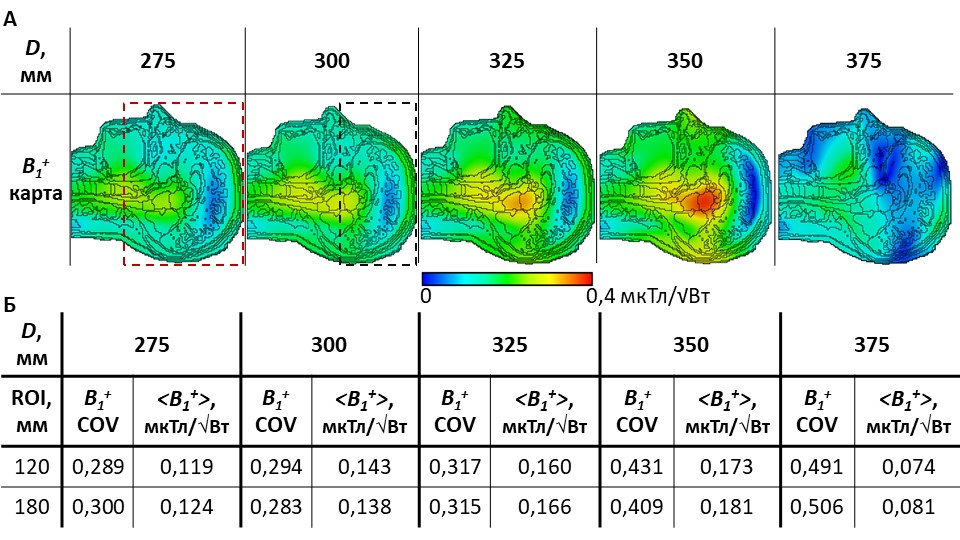 А
D, мм 275 300 325 350 375
B₁⁺ карта
0 0,4 мкТл/√Вт
Б
D, мм 275 300 325 350 375
ROI, мм B₁⁺ COV <B₁⁺>, мкТл/√Вт B₁⁺ COV <B₁⁺>, мкТл/√Вт B₁⁺ COV <B₁⁺>, мкТл/√Вт B₁⁺ COV <B₁⁺>, мкТл/√Вт B₁⁺ COV <B₁⁺>, мкТл/√Вт
120 0,289 0,119 0,294 0,143 0,317 0,160 0,431 0,173 0,491 0,074
180 0,300 0,124 0,283 0,138 0,315 0,166 0,409 0,181 0,506 0,081